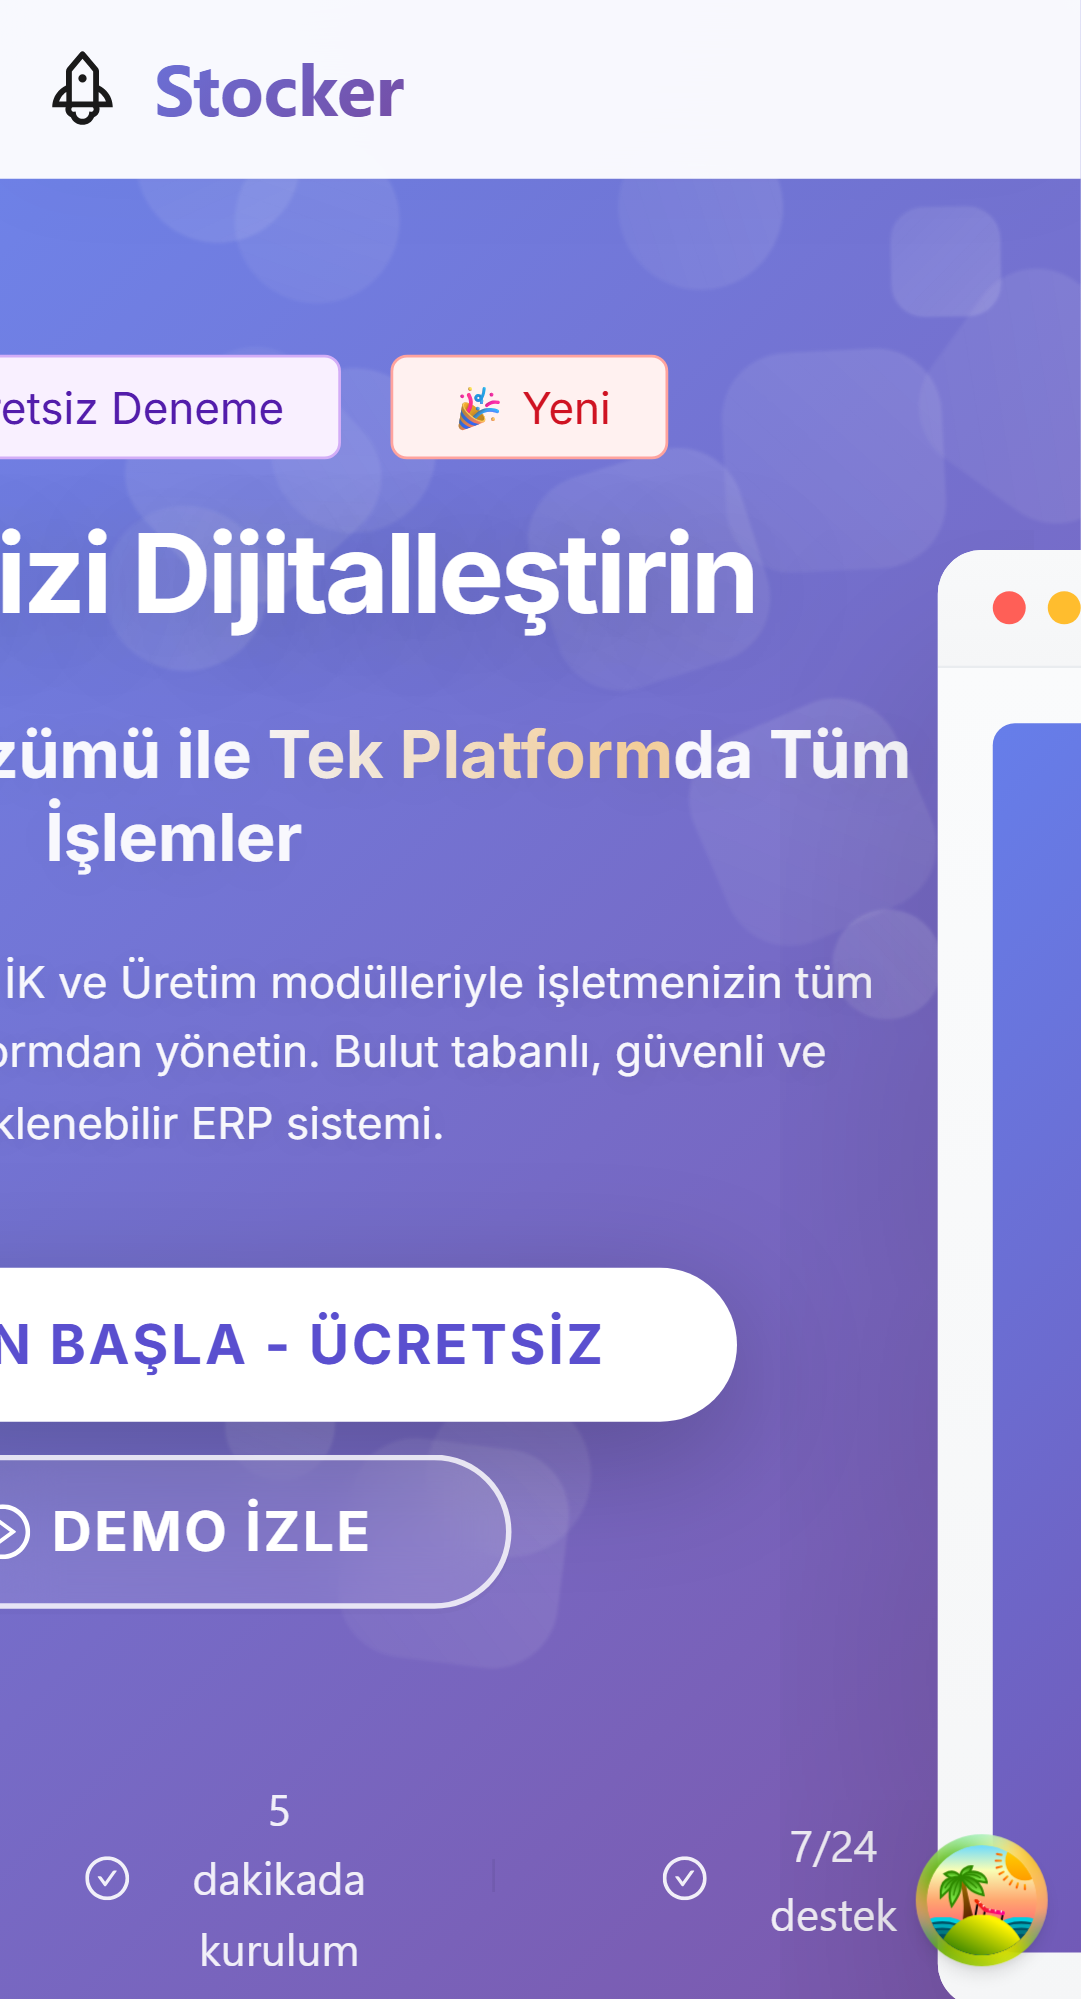 Stocker
etsiz Deneme
Yeni
izi Dijitalleştirin
zümü ile Tek Platformda Tüm
İşlemler
İK ve Üretim modülleriyle işletmenizin tüm
ormdan yönetin. Bulut tabanlı, güvenli ve
klenebilir ERP sistemi.
N BAŞLA - ÜCRETSİZ
DEMO İZLE
5
dakikada
kurulum
7/24
destek